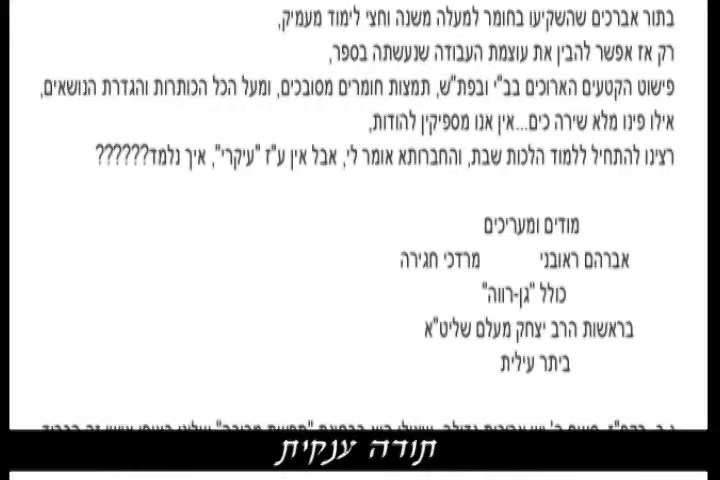 בתור אברכים שהשקיעו בחומר למעלה משנה וחצי לימוד מעמיק,
רק אז אפשר להבין את עוצמת העבודה שנעשתה בספר,
פישוט הקטעים הארוכים בב"י ובפת"ש, תמצות חומרים מסובכים, ומעל הכל הכותרות והגדרת הנושאים,
אילו פינו מלא שירה כים...אין אנו מספיקין להודות,
רצינו להתחיל ללמוד הלכות שבת, והחברותא אומר לי, אבל אין ע"ז "עיקרי", איך נלמד??????
מודים ומעריכים
אברהם ראובני מרדכי חגירה
כולל "גן-רווה"
בראשות הרב יצחק מעלם שליט"א
ביתר עילית
תודה ענקית